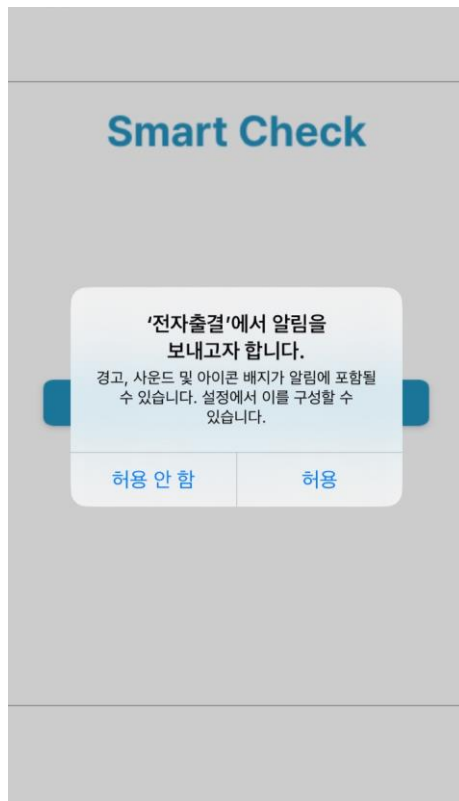 Smart Check
‘전자출결’에서 알림을
보내고자 합니다.
경고, 사운드 및 아이콘 배지가 알림에 포함될
수 있습니다. 설정에서 이를 구성할 수
있습니다.
허용 안 함
허용